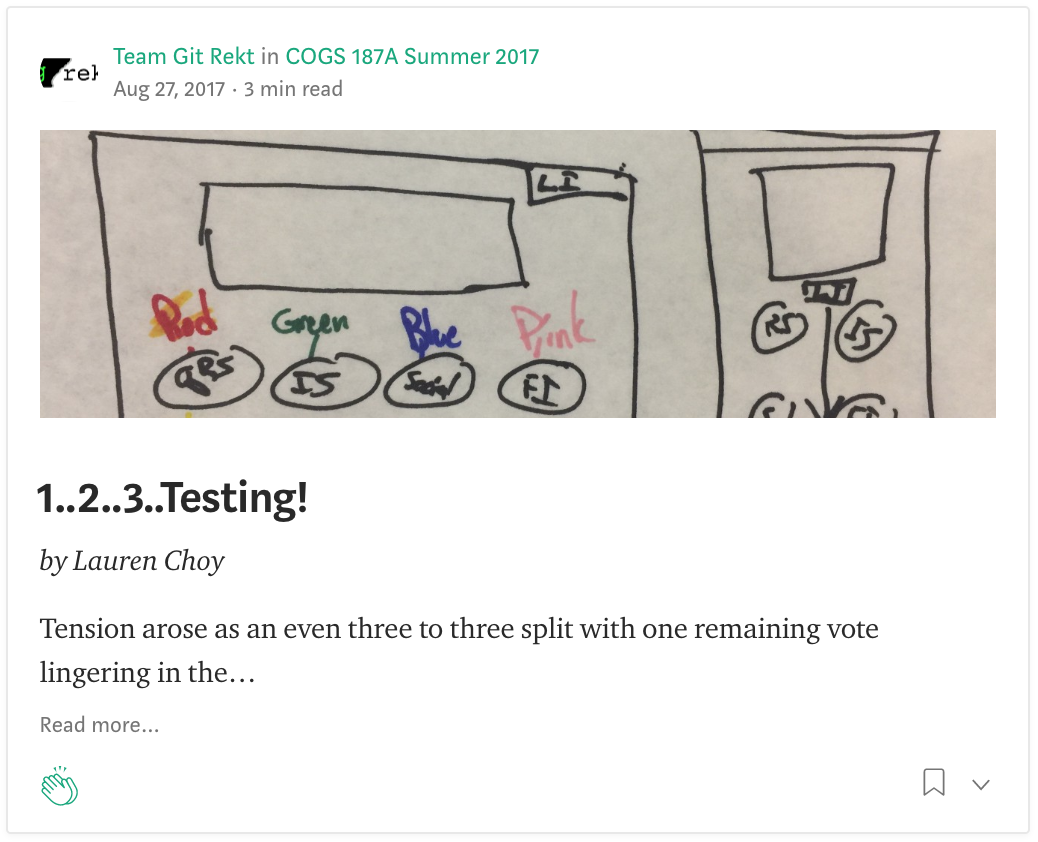 Team Git Rekt in COGS 187A Summer 2017
rek
Aug 27, 2017 · 3 min read
LI
Red Green Blue Pink
IS Social FI
RS IS
1..2..3..Testing!
by Lauren Choy
Tension arose as an even three to three split with one remaining vote
lingering in the…
Read more…